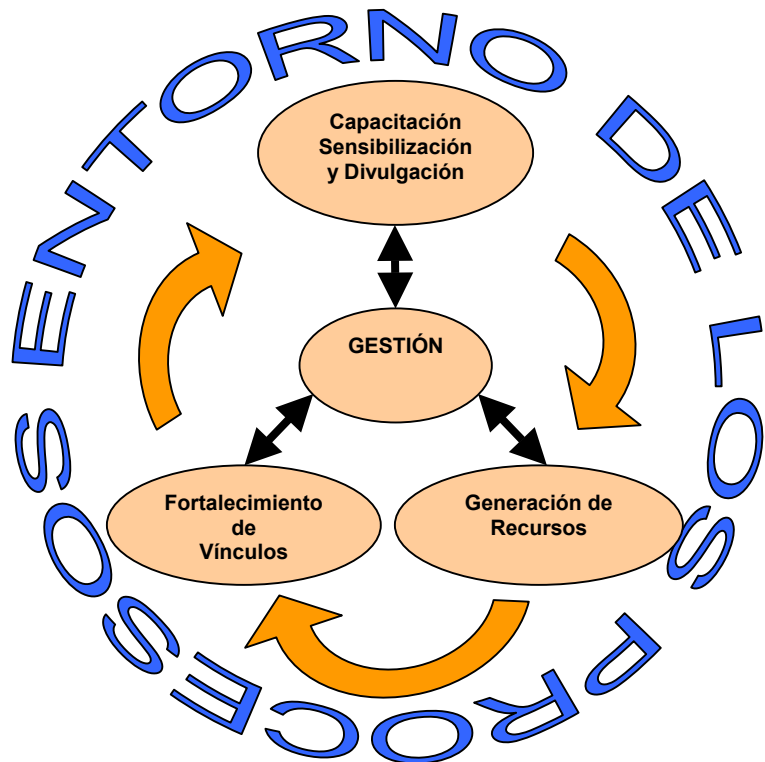 ENTORNO DE LOS PROCESOS
Capacitación
Sensibilización
y Divulgación
GESTIÓN
Fortalecimiento
de
Vínculos
Generación de
Recursos